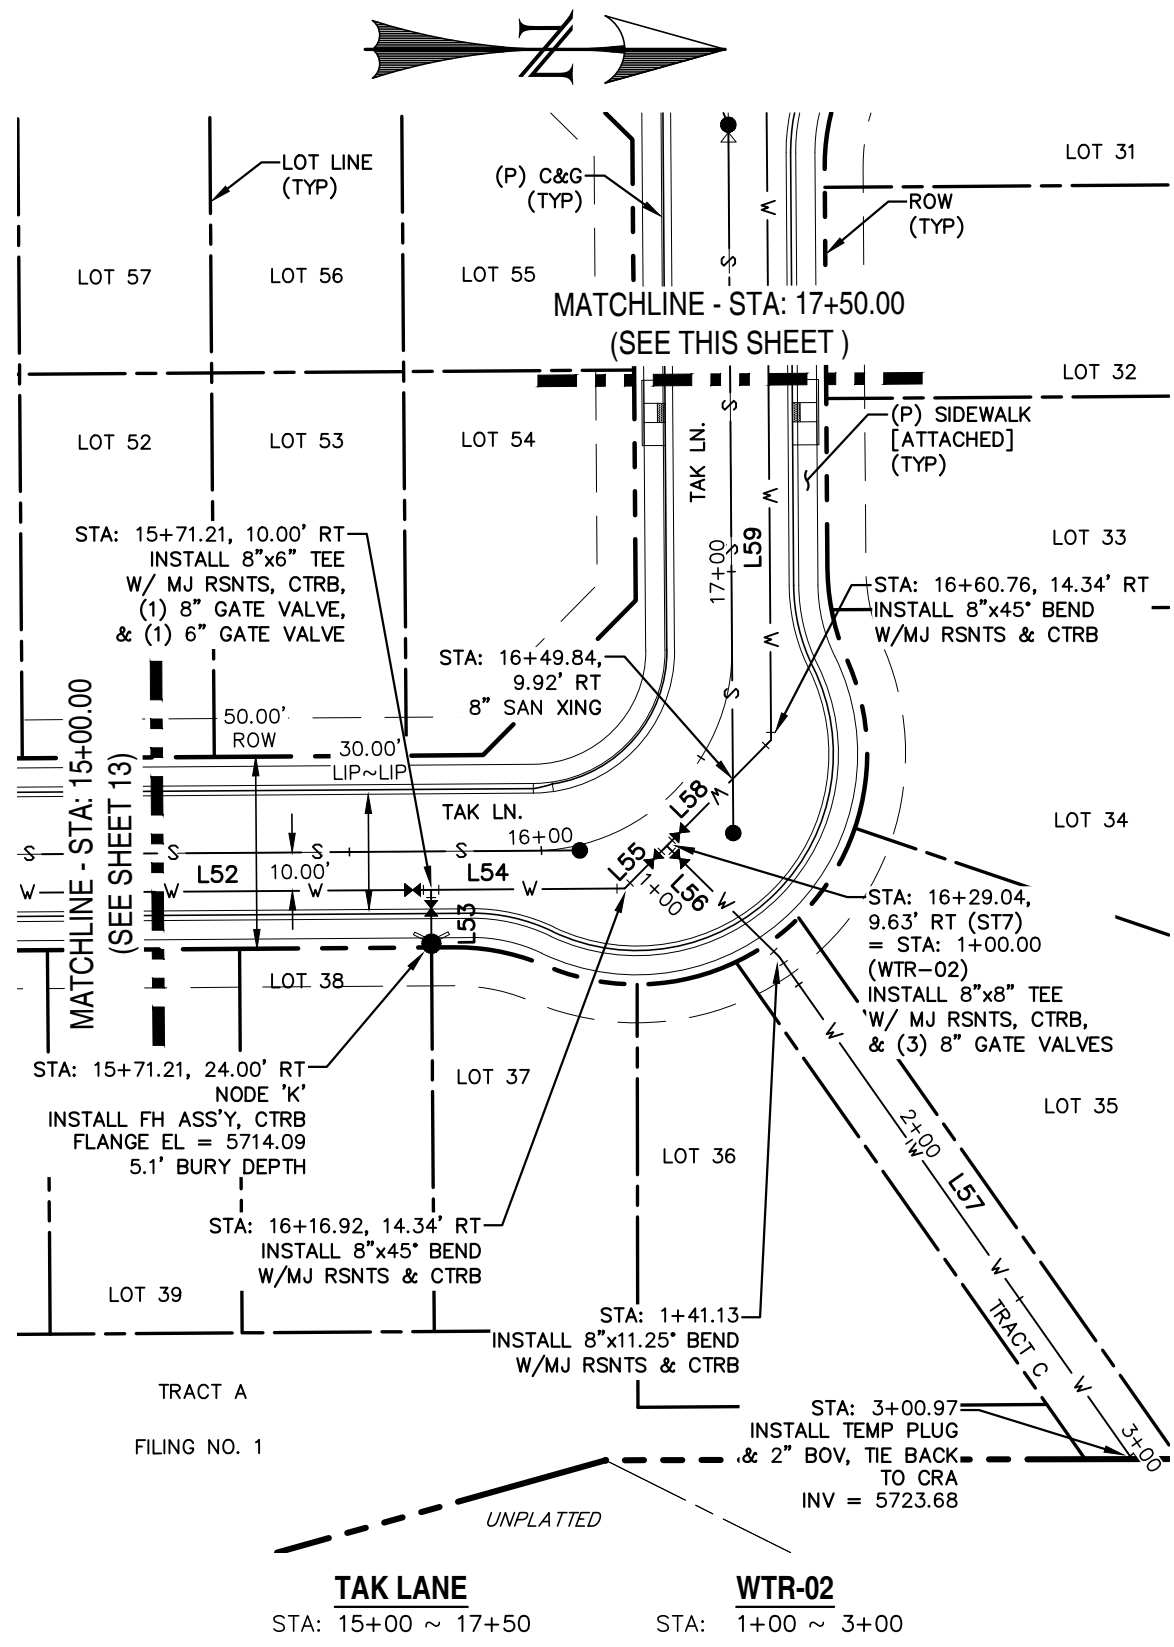 N
LOT LINE
(TYP)
(P) C&G
(TYP)
LOT 31
ROW
(TYP)
W
S
LOT 57
LOT 56
LOT 55
MATCHLINE - STA: 17+50.00
(SEE THIS SHEET )
LOT 32
S
(P) SIDEWALK
[ATTACHED]
(TYP)
LOT 52
LOT 53
LOT 54
TAK LN.
W
STA: 15+71.21, 10.00' RT
INSTALL 8"x6" TEE
W/ MJ RSNTS, CTRB,
(1) 8" GATE VALVE,
& (1) 6" GATE VALVE
17+00
S
L59
W
LOT 33
STA: 16+60.76, 14.34' RT
INSTALL 8"x45° BEND
W/MJ RSNTS & CTRB
STA: 16+49.84,
9.92' RT
8" SAN XING
S
MATCHLINE - STA: 15+00.00
(SEE SHEET 13)
50.00'
ROW
30.00'
LIP~LIP
TAK LN.
16+00
W
L58
LOT 34
S
S
S
S
L52
10.00'
L54
L55
1+00
L56
W
W
W
W
W
L53
STA: 16+29.04,
9.63' RT (ST7)
= STA: 1+00.00
(WTR-02)
INSTALL 8"x8" TEE
W/ MJ RSNTS, CTRB,
& (3) 8" GATE VALVES
LOT 38
W
STA: 15+71.21, 24.00' RT
NODE 'K'
INSTALL FH ASS'Y, CTRB
FLANGE EL = 5714.09
5.1' BURY DEPTH
LOT 37
LOT 35
LOT 36
2+00
W
L57
STA: 16+16.92, 14.34' RT
INSTALL 8"x45° BEND
W/MJ RSNTS & CTRB
W
LOT 39
STA: 1+41.13
INSTALL 8"x11.25° BEND
W/MJ RSNTS & CTRB
TRACT C
W
TRACT A
FILING NO. 1
STA: 3+00.97
INSTALL TEMP PLUG
& 2" BOV, TIE BACK
TO CRA
INV = 5723.68
3+00
UNPLATTED
TAK LANE
STA: 15+00 ~ 17+50
WTR-02
STA: 1+00 ~ 3+00